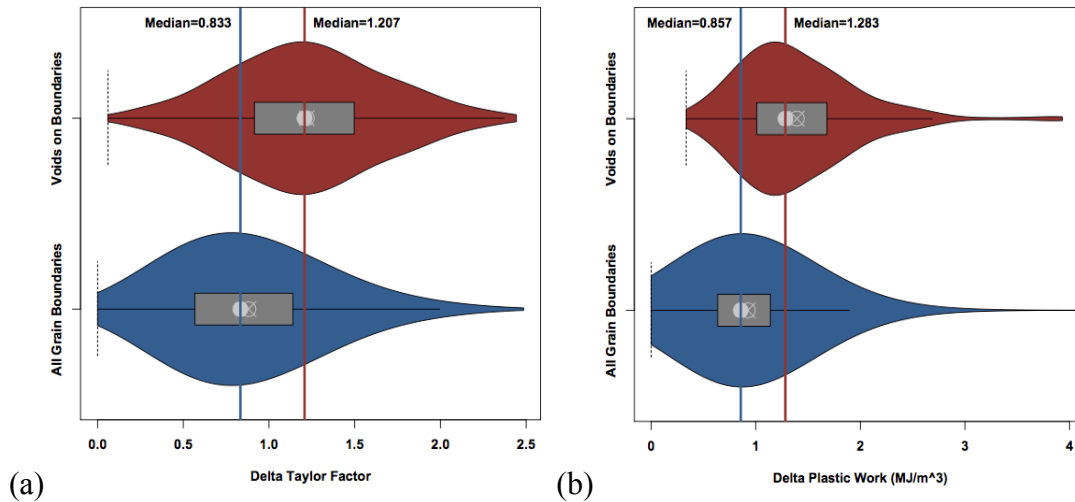 Median=0.833 Median=1.207
Voids on Boundaries
All Grain Boundaries
0.0 0.5 1.0 1.5 2.0 2.5
Delta Taylor Factor
(a)
Median=0.857 Median=1.283
Voids on Boundaries
All Grain Boundaries
0 1 2 3 4
Delta Plastic Work (MJ/m^3)
(b)